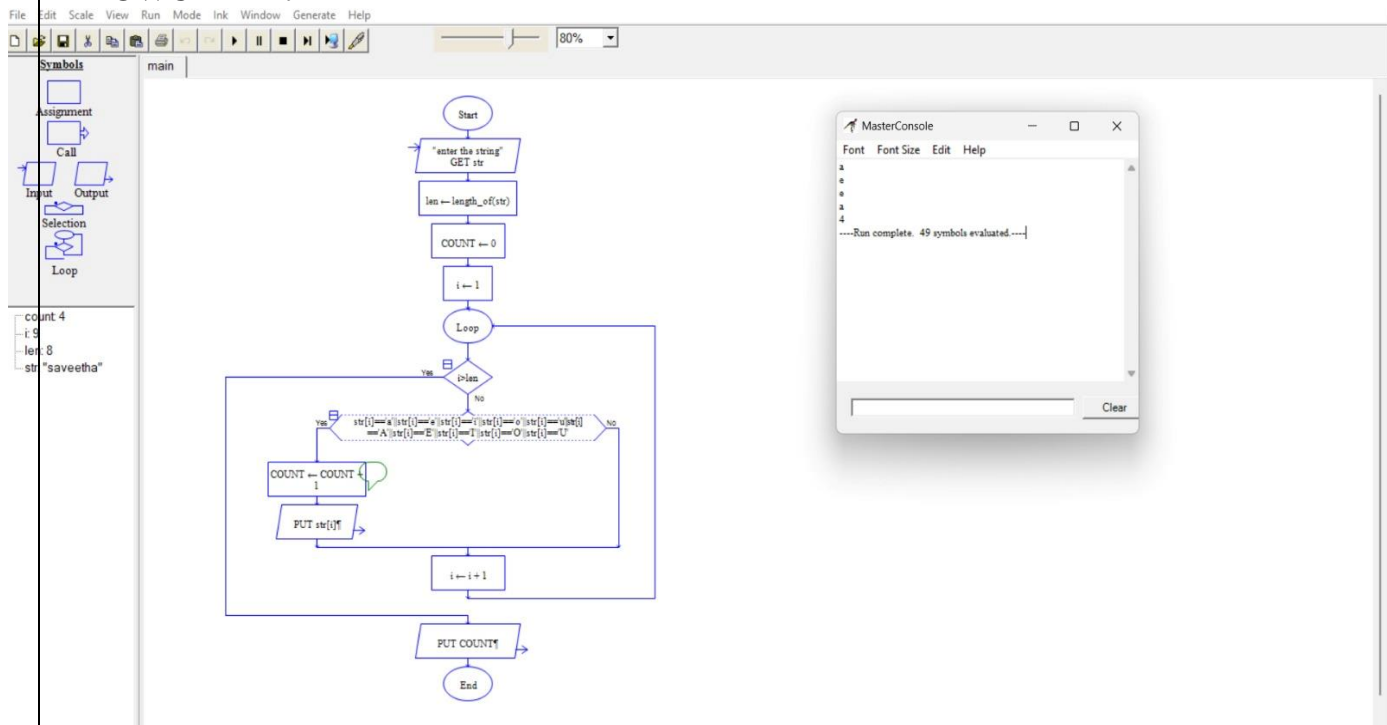 File Edit Scale View Run Mode Ink Window Generate Help
80%
Symbols
Assignment
Call
Input Output
Selection
Loop
count: 4
i: 9
len: 8
str: "saveetha"
main
Start
"enter the string"
GET str
len ← length_of(str)
COUNT ← 0
i ← 1
Loop
Yes
i>len
No
Yes
str[i]=='a'||str[i]=='e'||str[i]=='i'||str[i]=='o'||str[i]=='u||str[i]
=='A'||str[i]=='E'||str[i]=='I'||str[i]=='O'||str[i]=='U'
No
COUNT ← COUNT +
1
PUT str[i]¶
i ← i + 1
PUT COUNT¶
End
MasterConsole
Font Font Size Edit Help
a
e
e
a
4
----Run complete. 49 symbols evaluated.----
Clear